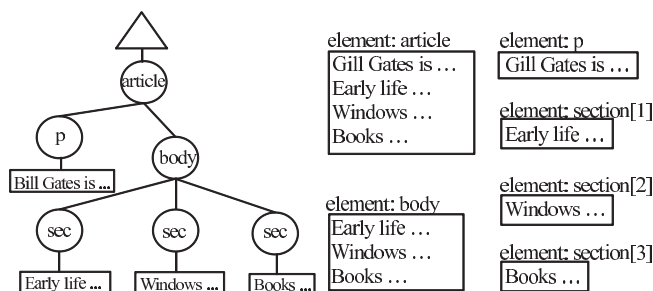 article
p
body
Bill Gates is ...
sec
sec
sec
Early life ...
Windows ...
Books ...
element: article
Gill Gates is ...
Early life ...
Windows ...
Books ...
element: body
Early life ...
Windows ...
Books ...
element: p
Gill Gates is ...
element: section[1]
Early life ...
element: section[2]
Windows ...
element: section[3]
Books ...